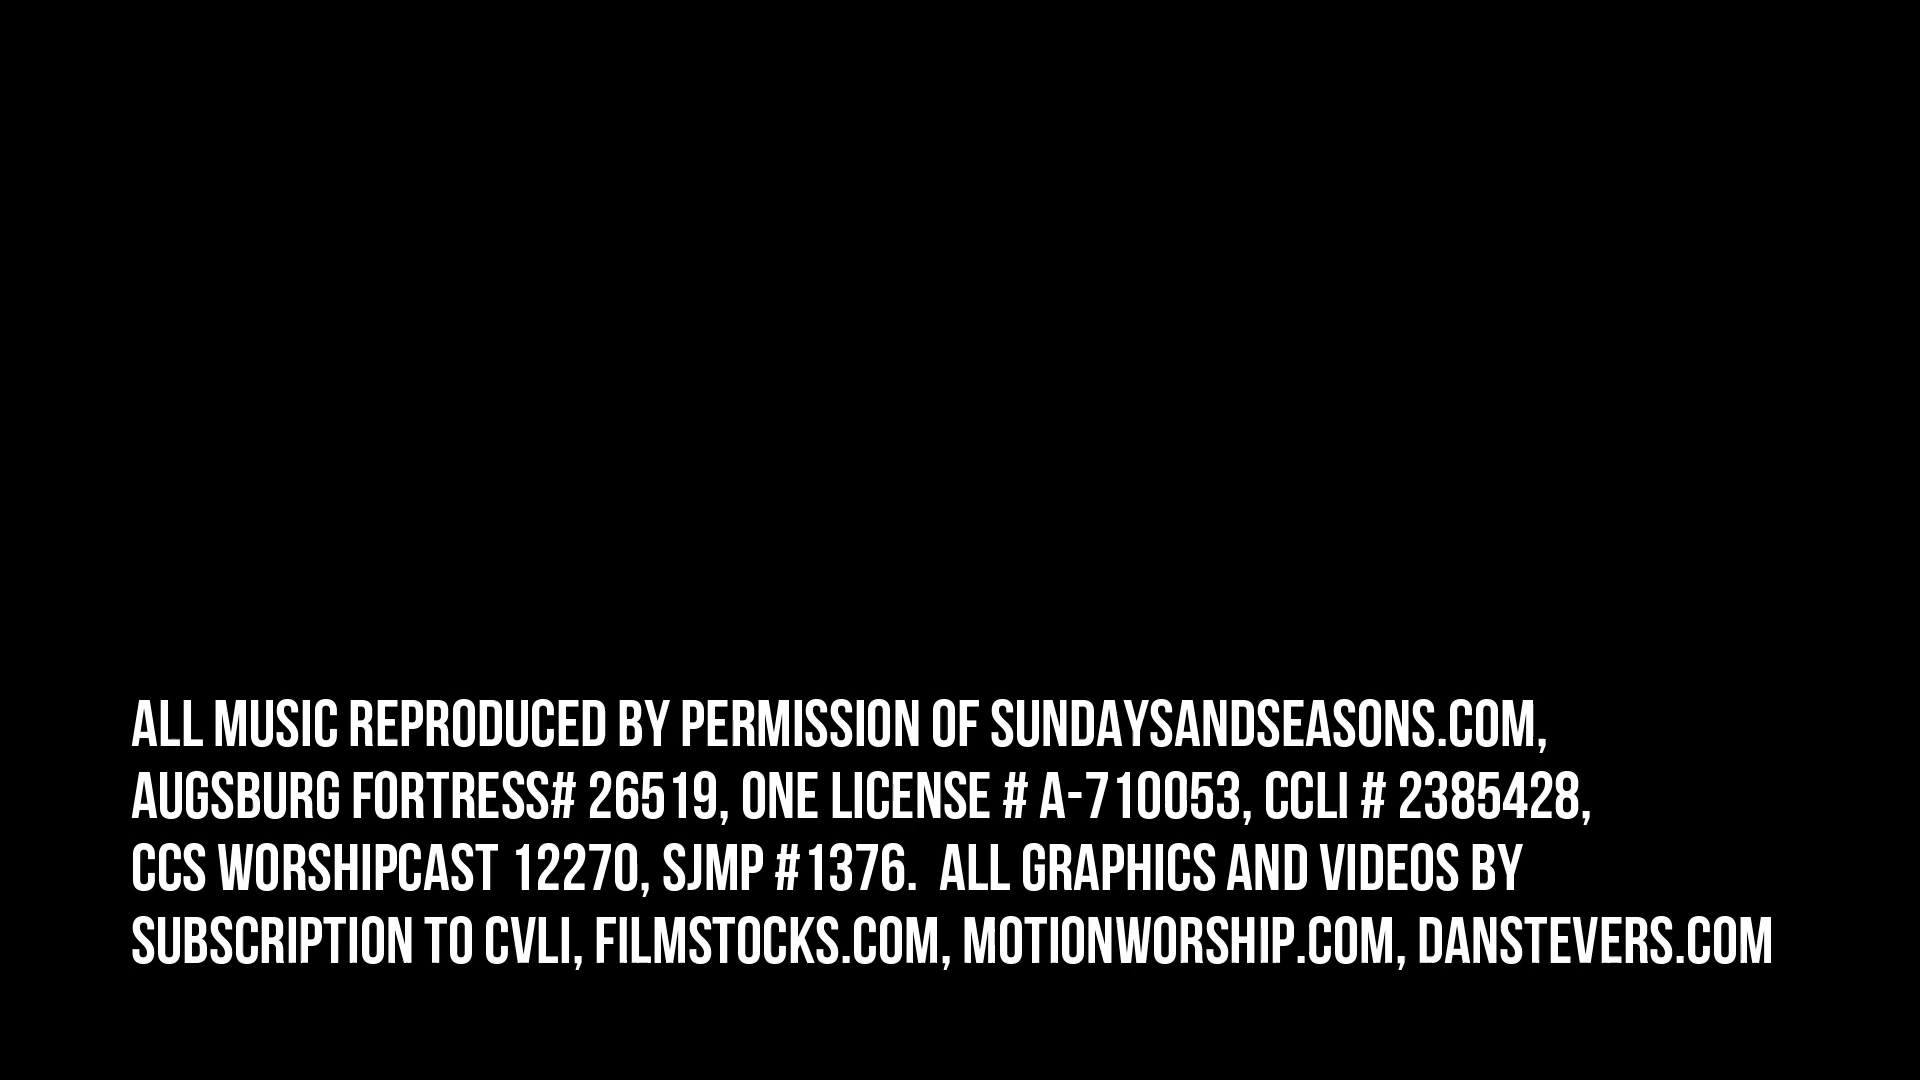 ALL MUSIC REPRODUCED BY PERMISSION OF SUNDAYSANDSEASONS.COM,
AUGSBURG FORTRESS# 26519, ONE LICENSE # A-710053, CCLI # 2385428,
CCS WORSHIPCAST 12270, SJMP #1376.  ALL GRAPHICS AND VIDEOS BY
SUBSCRIPTION TO CVLI, FILMSTOCKS.COM, MOTIONWORSHIP.COM, DANSTEVERS.COM